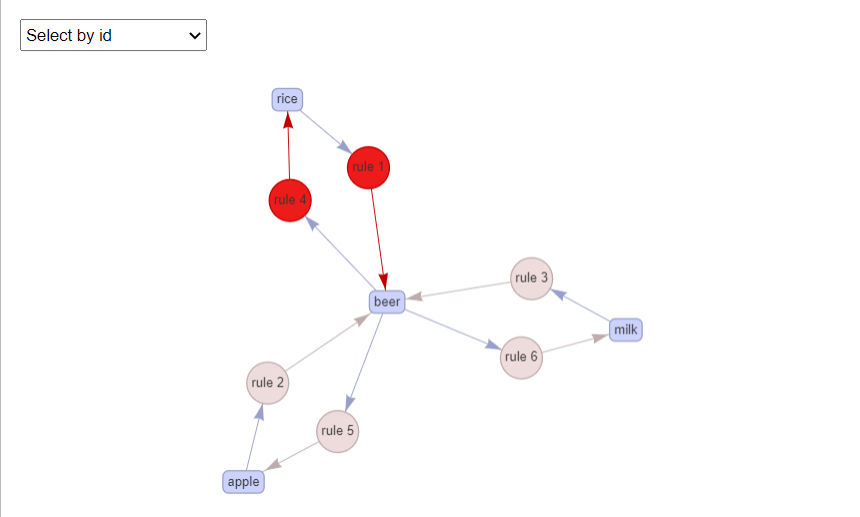 Select by id
rice
rule 1
rule 4
rule 3
beer
milk
rule 6
rule 2
rule 5
apple